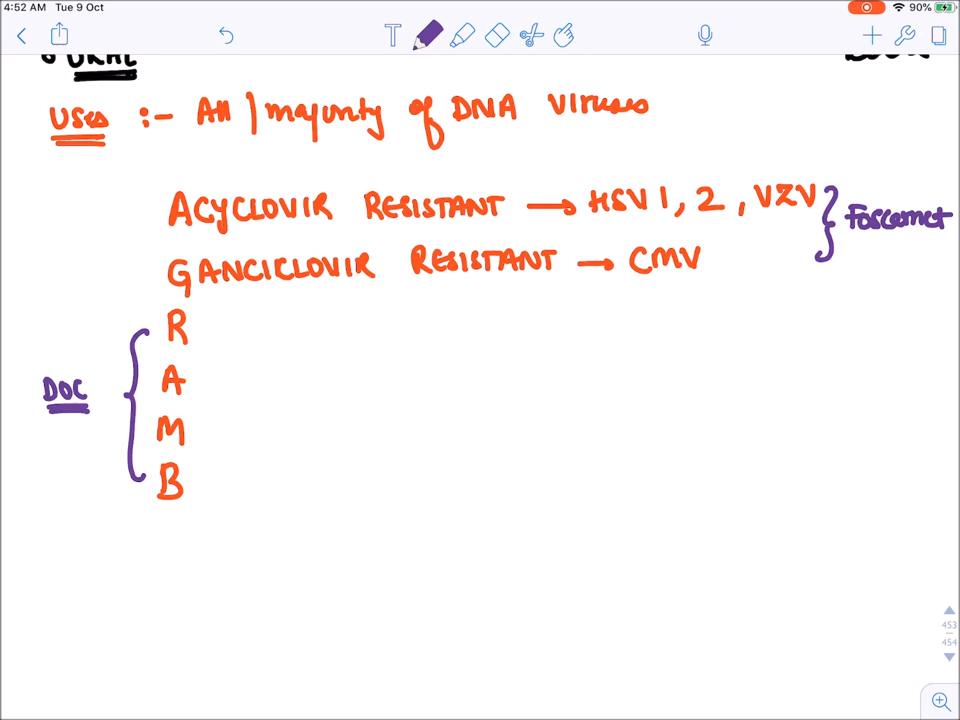 4:52 AM Tue 9 Oct 90%
T
ORAL
Uses :- All / majority of DNA viruses
ACYCLOVIR RESISTANT → HSV 1, 2, VZV } Foscarnet
GANCICLOVIR RESISTANT → CMV
R
A
DOC {
M
B
453
454